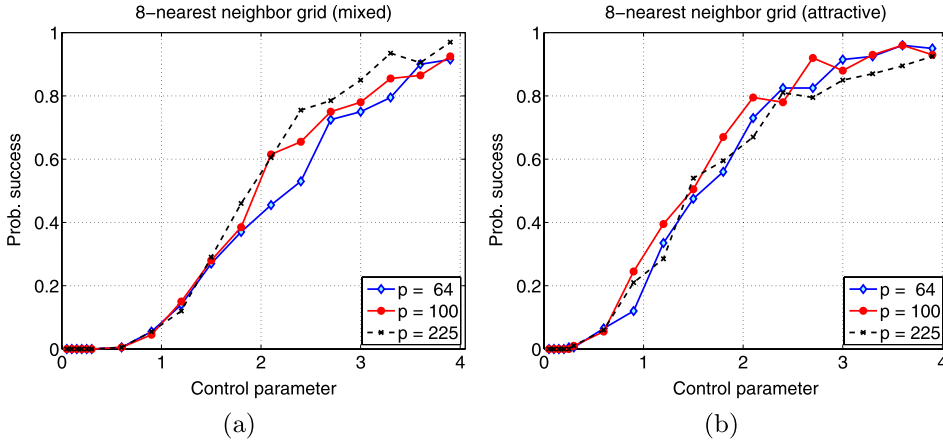 8−nearest neighbor grid (mixed)
Prob. success
1
0.8
0.6
0.4
0.2
0
0 1 2 3 4
Control parameter
p = 64
p = 100
p = 225
(a)
8−nearest neighbor grid (attractive)
Prob. success
1
0.8
0.6
0.4
0.2
0
0 1 2 3 4
Control parameter
p = 64
p = 100
p = 225
(b)